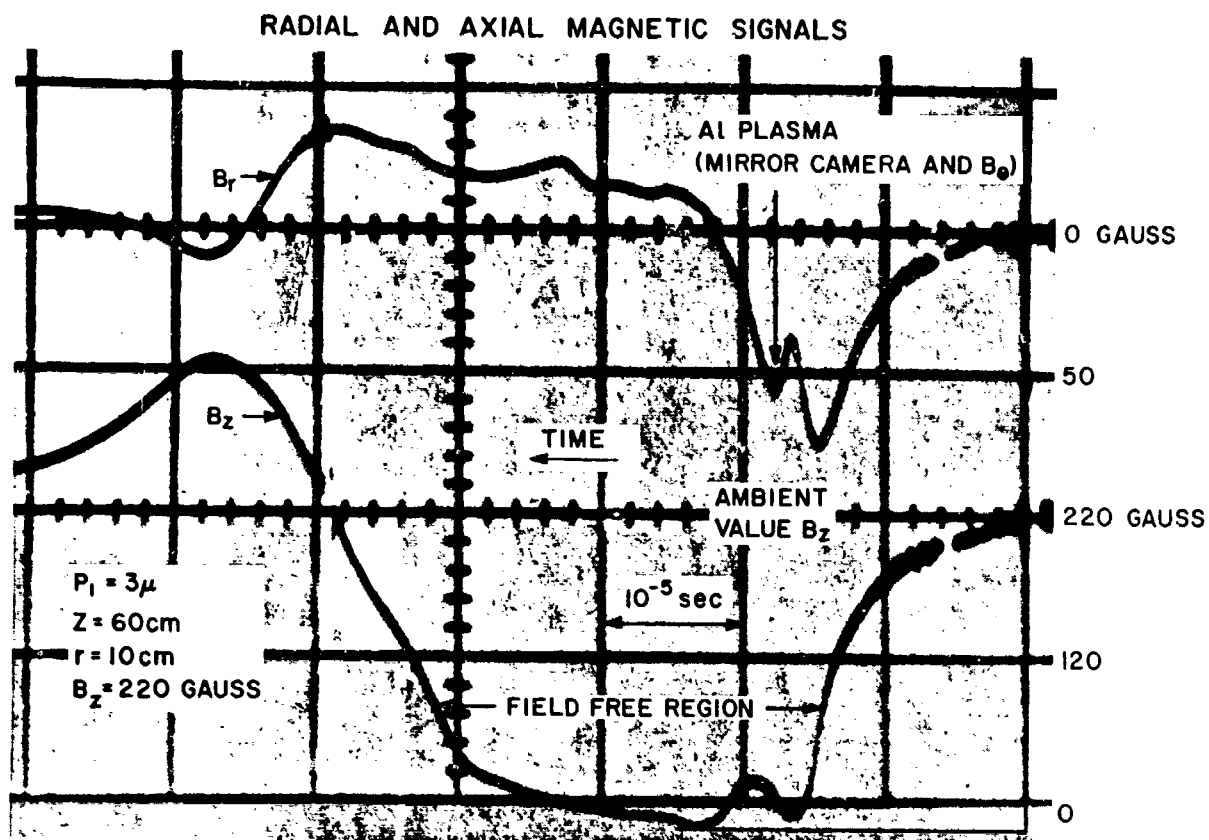 RADIAL AND AXIAL MAGNETIC SIGNALS
Al PLASMA
(MIRROR CAMERA AND Bθ)
Br
0 GAUSS
50
Bz
TIME
AMBIENT
VALUE Bz
220 GAUSS
P₁ = 3μ
Z = 60cm
r = 10cm
Bz = 220 GAUSS
10⁻⁵ sec
120
FIELD FREE REGION
0